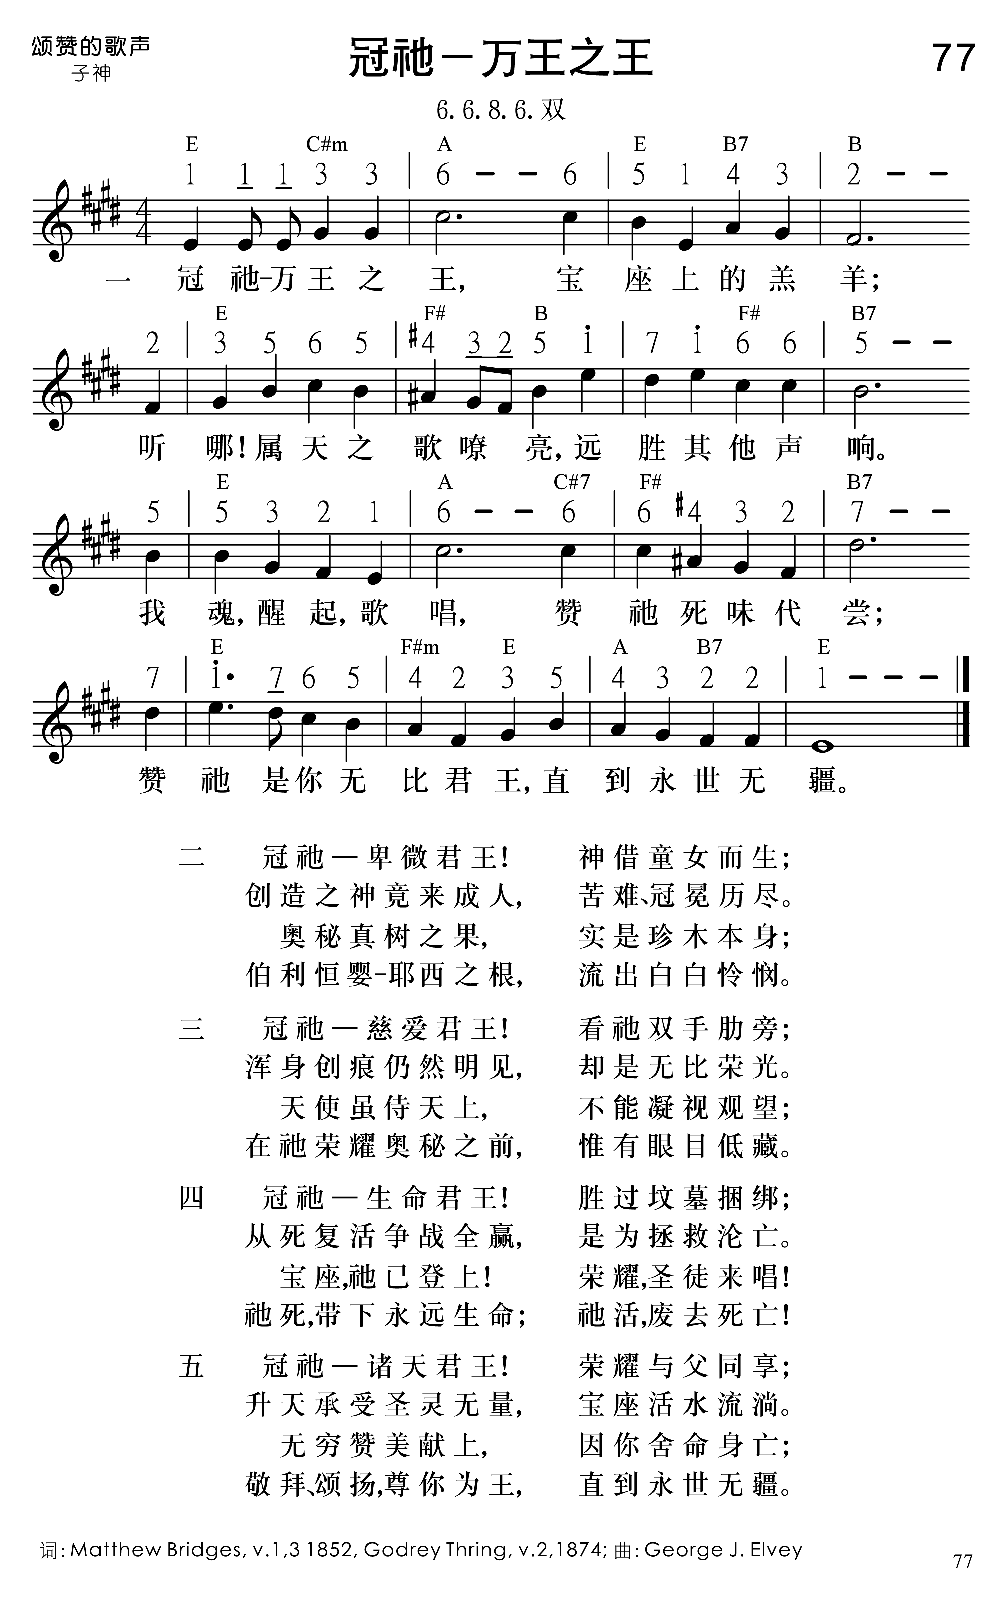 颂赞的歌声
子神
冠祂－万王之王
77
6.6.8.6.双
E C#m A E B7 B
1 1 1 3 3 | 6 - - 6 | 5 1 4 3 | 2 - -
4
4
一 冠祂-万王之王， 宝座上的羔羊；
E F# B F# B7
2 | 3 5 6 5 | #4 3 2 5 i | 7 i 6 6 | 5 - -
听哪！属天之歌嘹亮，远胜其他声响。
E A C#7 F# B7
5 | 5 3 2 1 | 6 - - 6 | 6 #4 3 2 | 7 - -
我魂，醒起，歌唱， 赞祂死味代尝；
E F#m E A B7 E
7 | i· 7 6 5 | 4 2 3 5 | 4 3 2 2 | 1 - - -
赞祂是你无比君王，直到永世无疆。
二 冠祂—卑微君王！ 神借童女而生；
创造之神竟来成人， 苦难、冠冕历尽。
奥秘真树之果， 实是珍木本身；
伯利恒婴-耶西之根， 流出白白怜悯。
三 冠祂—慈爱君王！ 看祂双手肋旁；
浑身创痕仍然明见， 却是无比荣光。
天使虽侍天上， 不能凝视观望；
在祂荣耀奥秘之前， 惟有眼目低藏。
四 冠祂—生命君王！ 胜过坟墓捆绑；
从死复活争战全赢， 是为拯救沦亡。
宝座，祂已登上！ 荣耀，圣徒来唱！
祂死，带下永远生命； 祂活，废去死亡！
五 冠祂—诸天君王！ 荣耀与父同享；
升天承受圣灵无量， 宝座活水流淌。
无穷赞美献上， 因你舍命身亡；
敬拜、颂扬，尊你为王， 直到永世无疆。
词: Matthew Bridges, v.1,3 1852, Godrey Thring, v.2,1874; 曲: George J. Elvey
77